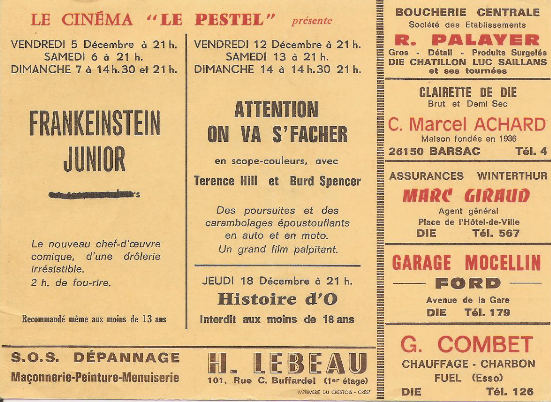 LE CINÉMA "LE PESTEL" présente
VENDREDI 5 Décembre à 21 h.
SAMEDI 6 à 21 h.
DIMANCHE 7 à 14 h. 30 et 21 h.
FRANKEINSTEIN
JUNIOR
Le nouveau chef-d'œuvre
comique, d'une drôlerie
irrésistible.
2 h. de fou-rire.
Recommandé même aux moins de 13 ans
VENDREDI 12 Décembre à 21 h.
SAMEDI 13 à 21 h.
DIMANCHE 14 à 14 h. 30 et 21 h.
ATTENTION
ON VA S'FACHER
en scope-couleurs, avec
Terence Hill et Burd Spencer
Des poursuites et des
carambolages époustouflants
en auto et en moto.
Un grand film palpitant.
JEUDI 18 Décembre à 21 h.
Histoire d'O
Interdit aux moins de 18 ans
S.O.S. DÉPANNAGE
Maçonnerie-Peinture-Menuiserie
H. LEBEAU
101, Rue C. Buffardel (1er étage)
BOUCHERIE CENTRALE
Société des Etablissements
R. PALAYER
Gros - Détail - Produits Surgelés
DIE CHATILLON LUC SAILLANS
et ses tournées
CLAIRETTE DE DIE
Brut et Demi Sec
C. Marcel ACHARD
Maison fondée en 1936
26150 BARSAC Tél. 4
ASSURANCES WINTERTHUR
MARC GIRAUD
Agent général
Place de l'Hôtel-de-Ville
DIE Tél. 567
GARAGE MOCELLIN
FORD
Avenue de la Gare
DIE Tél. 179
G. COMBET
CHAUFFAGE - CHARBON
FUEL (Esso)
DIE Tél. 126